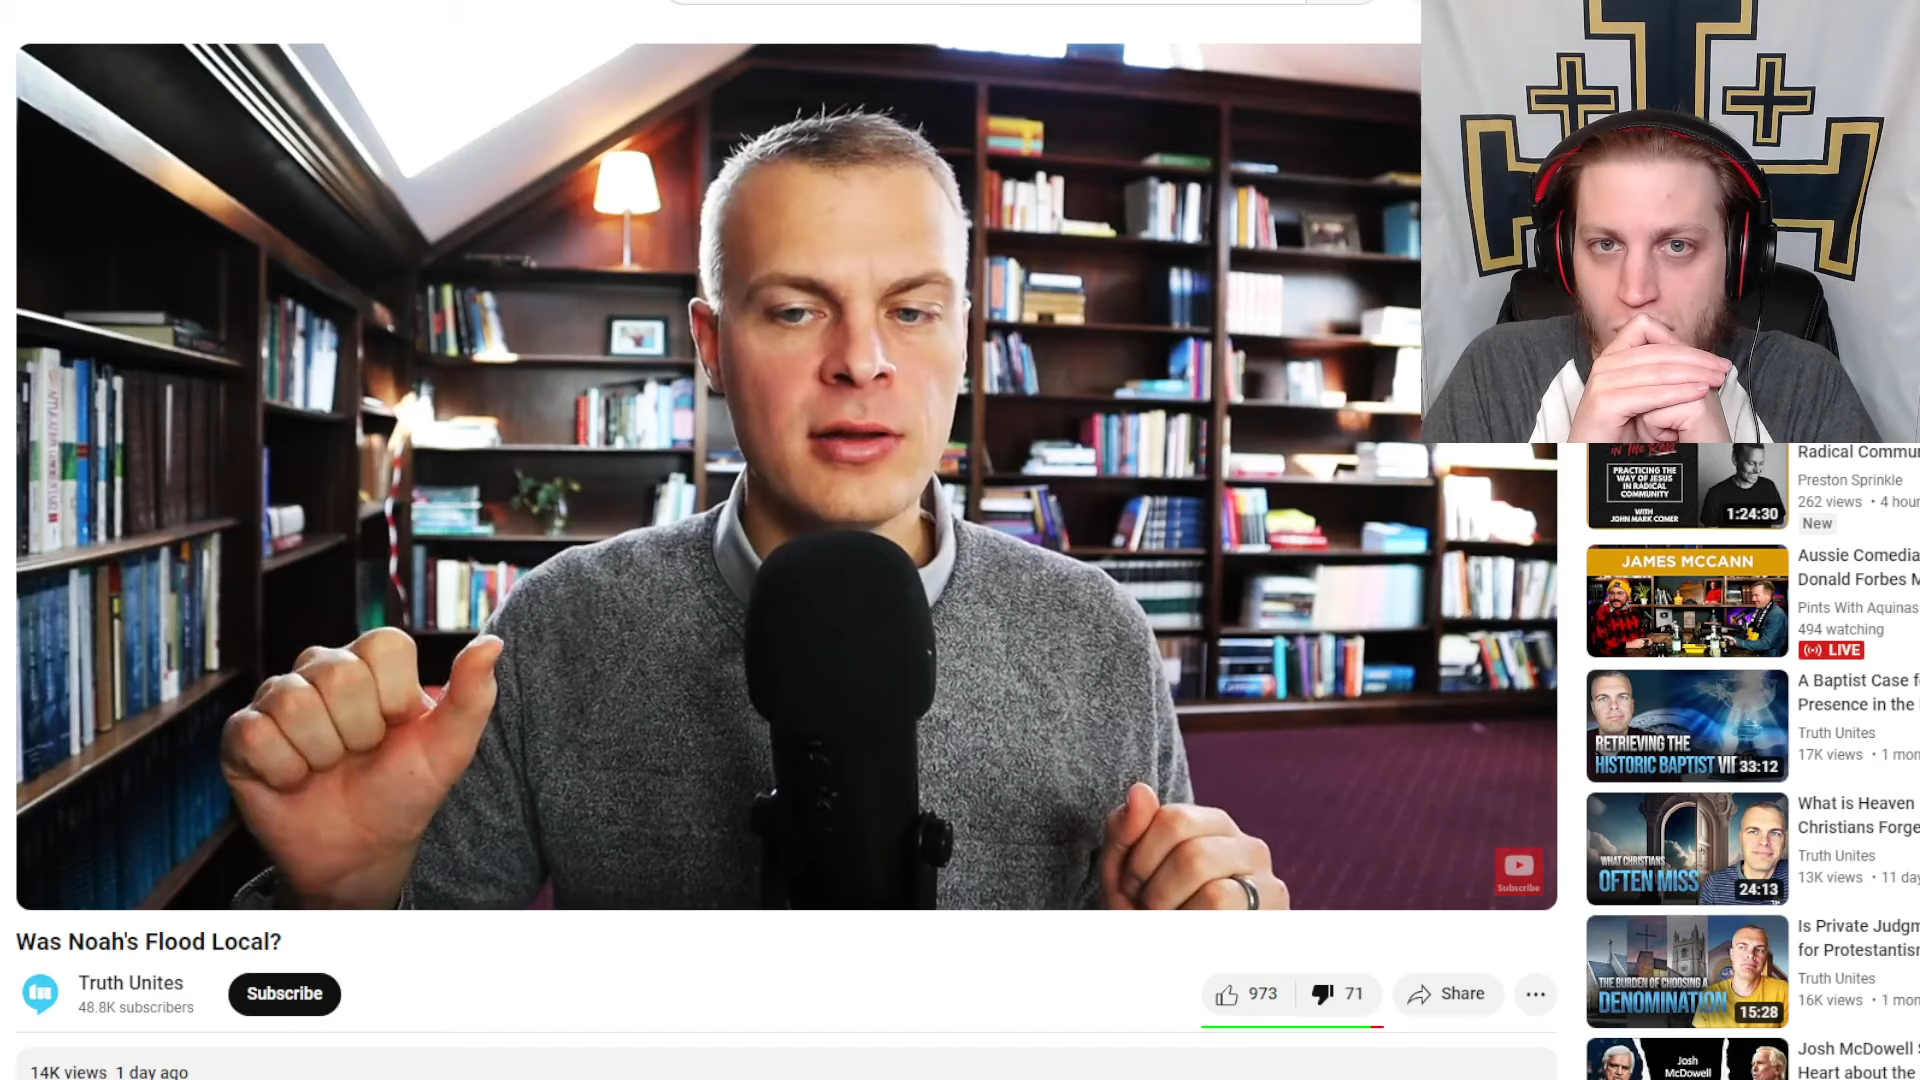 Subscribe
Was Noah's Flood Local?
Truth Unites
48.8K subscribers
Subscribe
973
71
Share
14K views 1 day ago
IN THE
PRACTICING THE
WAY OF JESUS
IN RADICAL
COMMUNITY
WITH
JOHN MARK COMER
1:24:30
Radical Commu
Preston Sprinkle
262 views • 4 hour
New
JAMES MCCANN
Aussie Comedia
Donald Forbes M
Pints With Aquinas
494 watching
LIVE
RETRIEVING THE
HISTORIC BAPTIST VI
33:12
A Baptist Case f
Presence in the
Truth Unites
17K views • 1 mon
WHAT CHRISTIANS
OFTEN MISS
24:13
What is Heaven
Christians Forge
Truth Unites
13K views • 11 day
THE BURDEN OF CHOOSING A
DENOMINATION
15:28
Is Private Judgm
for Protestantis
Truth Unites
16K views • 1 mon
Josh
McDowell
Josh McDowell S
Heart about the